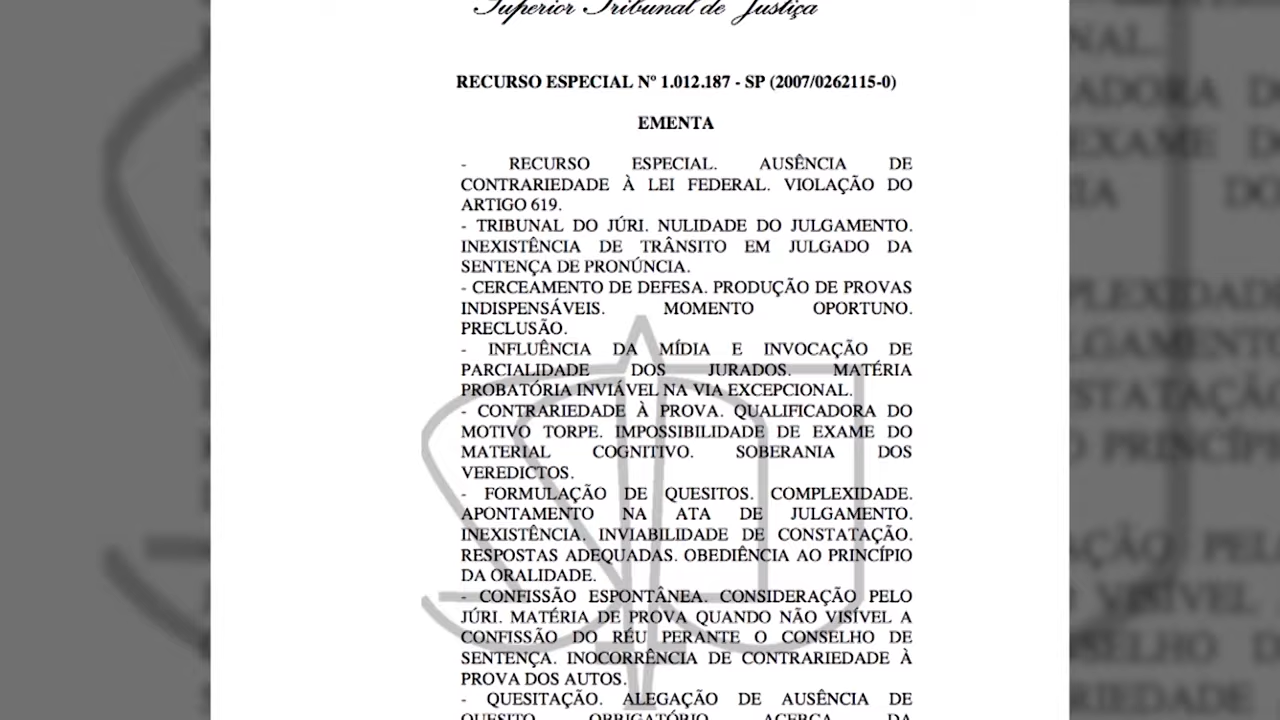 Superior Tribunal de Justiça
RECURSO ESPECIAL Nº 1.012.187 - SP (2007/0262115-0)
EMENTA
- RECURSO ESPECIAL. AUSÊNCIA DE
CONTRARIEDADE À LEI FEDERAL. VIOLAÇÃO DO
ARTIGO 619.
- TRIBUNAL DO JÚRI. NULIDADE DO JULGAMENTO.
INEXISTÊNCIA DE TRÂNSITO EM JULGADO DA
SENTENÇA DE PRONÚNCIA.
- CERCEAMENTO DE DEFESA. PRODUÇÃO DE PROVAS
INDISPENSÁVEIS. MOMENTO OPORTUNO.
PRECLUSÃO.
- INFLUÊNCIA DA MÍDIA E INVOCAÇÃO DE
PARCIALIDADE DOS JURADOS. MATÉRIA
PROBATÓRIA INVIÁVEL NA VIA EXCEPCIONAL.
- CONTRARIEDADE À PROVA. QUALIFICADORA DO
MOTIVO TORPE. IMPOSSIBILIDADE DE EXAME DO
MATERIAL COGNITIVO. SOBERANIA DOS
VEREDICTOS.
- FORMULAÇÃO DE QUESITOS. COMPLEXIDADE.
APONTAMENTO NA ATA DE JULGAMENTO.
INEXISTÊNCIA. INVIABILIDADE DE CONSTATAÇÃO.
RESPOSTAS ADEQUADAS. OBEDIÊNCIA AO PRINCÍPIO
DA ORALIDADE.
- CONFISSÃO ESPONTÂNEA. CONSIDERAÇÃO PELO
JÚRI. MATÉRIA DE PROVA QUANDO NÃO VISÍVEL A
CONFISSÃO DO RÉU PERANTE O CONSELHO DE
SENTENÇA. INOCORRÊNCIA DE CONTRARIEDADE À
PROVA DOS AUTOS.
- QUESITAÇÃO. ALEGAÇÃO DE AUSÊNCIA DE
QUESITO OBRIGATÓRIO ACERCA DA